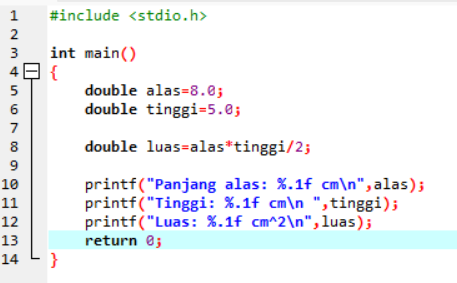 1 #include <stdio.h>
2
3 int main()
4 {
5 double alas=8.0;
6 double tinggi=5.0;
7
8 double luas=alas*tinggi/2;
9
10 printf("Panjang alas: %.1f cm\n",alas);
11 printf("Tinggi: %.1f cm\n ",tinggi);
12 printf("Luas: %.1f cm^2\n",luas);
13 return 0;
14 }